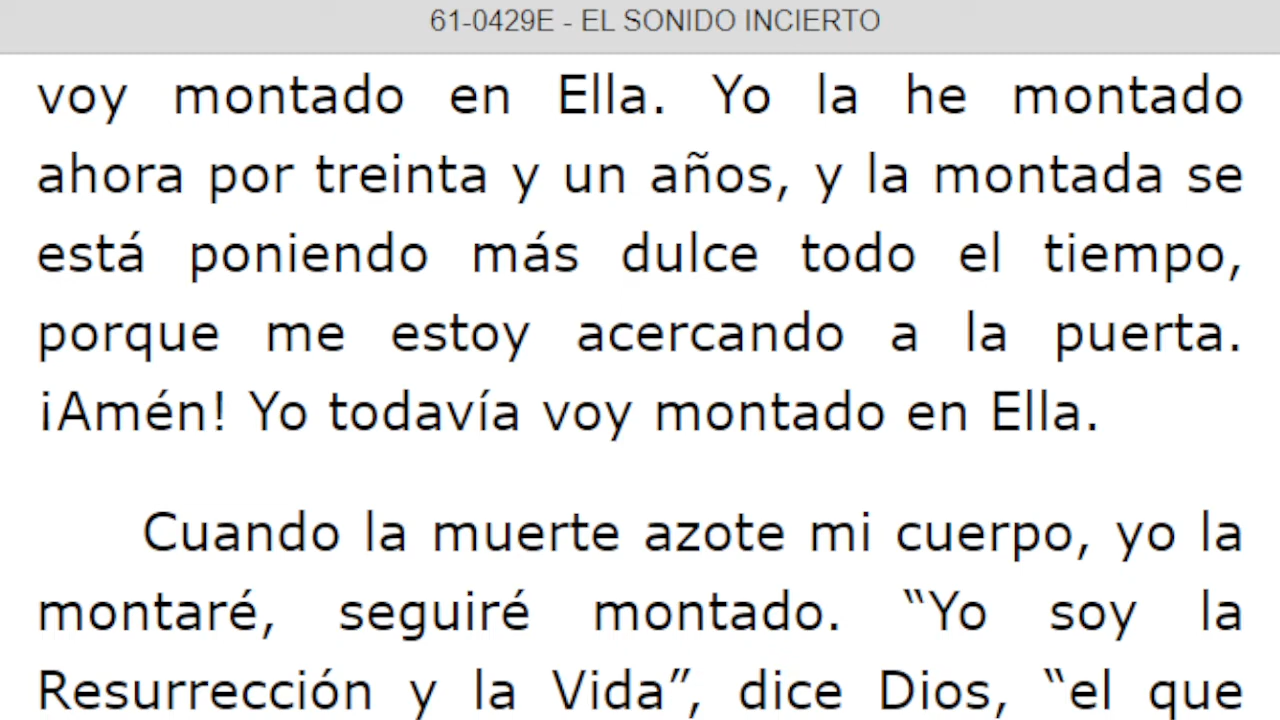 61-0429E - EL SONIDO INCIERTO
voy montado en Ella. Yo la he montado
ahora por treinta y un años, y la montada se
está poniendo más dulce todo el tiempo,
porque me estoy acercando a la puerta.
¡Amén! Yo todavía voy montado en Ella.
Cuando la muerte azote mi cuerpo, yo la
montaré, seguiré montado. “Yo soy la
Resurrección y la Vida”, dice Dios, “el que